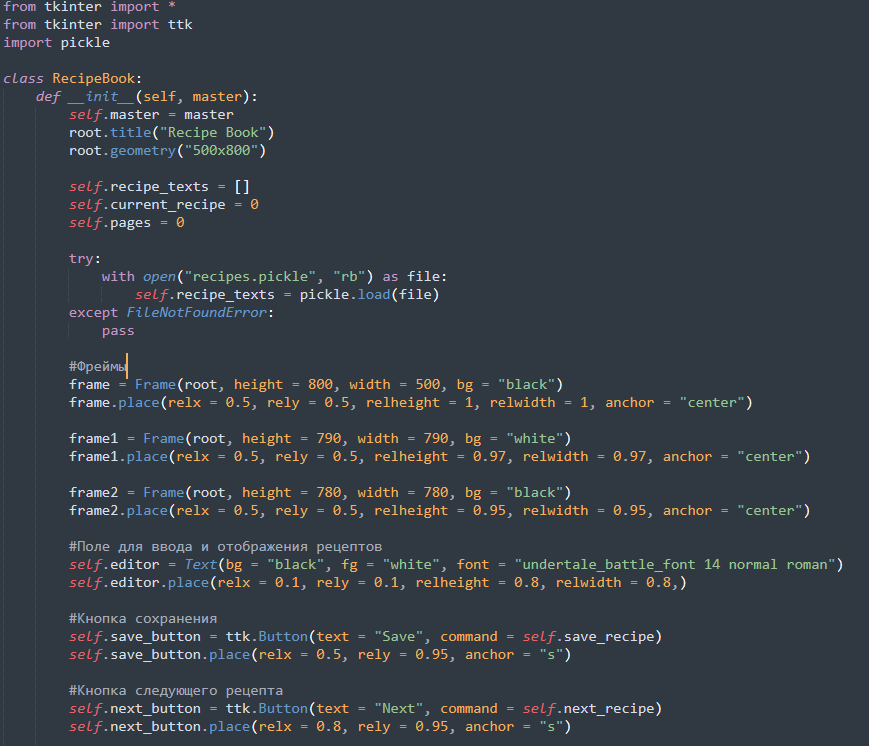 from tkinter import *
from tkinter import ttk
import pickle
class RecipeBook:
def __init__(self, master):
self.master = master
root.title("Recipe Book")
root.geometry("500x800")
self.recipe_texts = []
self.current_recipe = 0
self.pages = 0
try:
with open("recipes.pickle", "rb") as file:
self.recipe_texts = pickle.load(file)
except FileNotFoundError:
pass
#Фреймы
frame = Frame(root, height = 800, width = 500, bg = "black")
frame.place(relx = 0.5, rely = 0.5, relheight = 1, relwidth = 1, anchor = "center")
frame1 = Frame(root, height = 790, width = 790, bg = "white")
frame1.place(relx = 0.5, rely = 0.5, relheight = 0.97, relwidth = 0.97, anchor = "center")
frame2 = Frame(root, height = 780, width = 780, bg = "black")
frame2.place(relx = 0.5, rely = 0.5, relheight = 0.95, relwidth = 0.95, anchor = "center")
#Поле для ввода и отображения рецептов
self.editor = Text(bg = "black", fg = "white", font = "undertale_battle_font 14 normal roman")
self.editor.place(relx = 0.1, rely = 0.1, relheight = 0.8, relwidth = 0.8,)
#Кнопка сохранения
self.save_button = ttk.Button(text = "Save", command = self.save_recipe)
self.save_button.place(relx = 0.5, rely = 0.95, anchor = "s")
#Кнопка следующего рецепта
self.next_button = ttk.Button(text = "Next", command = self.next_recipe)
self.next_button.place(relx = 0.8, rely = 0.95, anchor = "s")